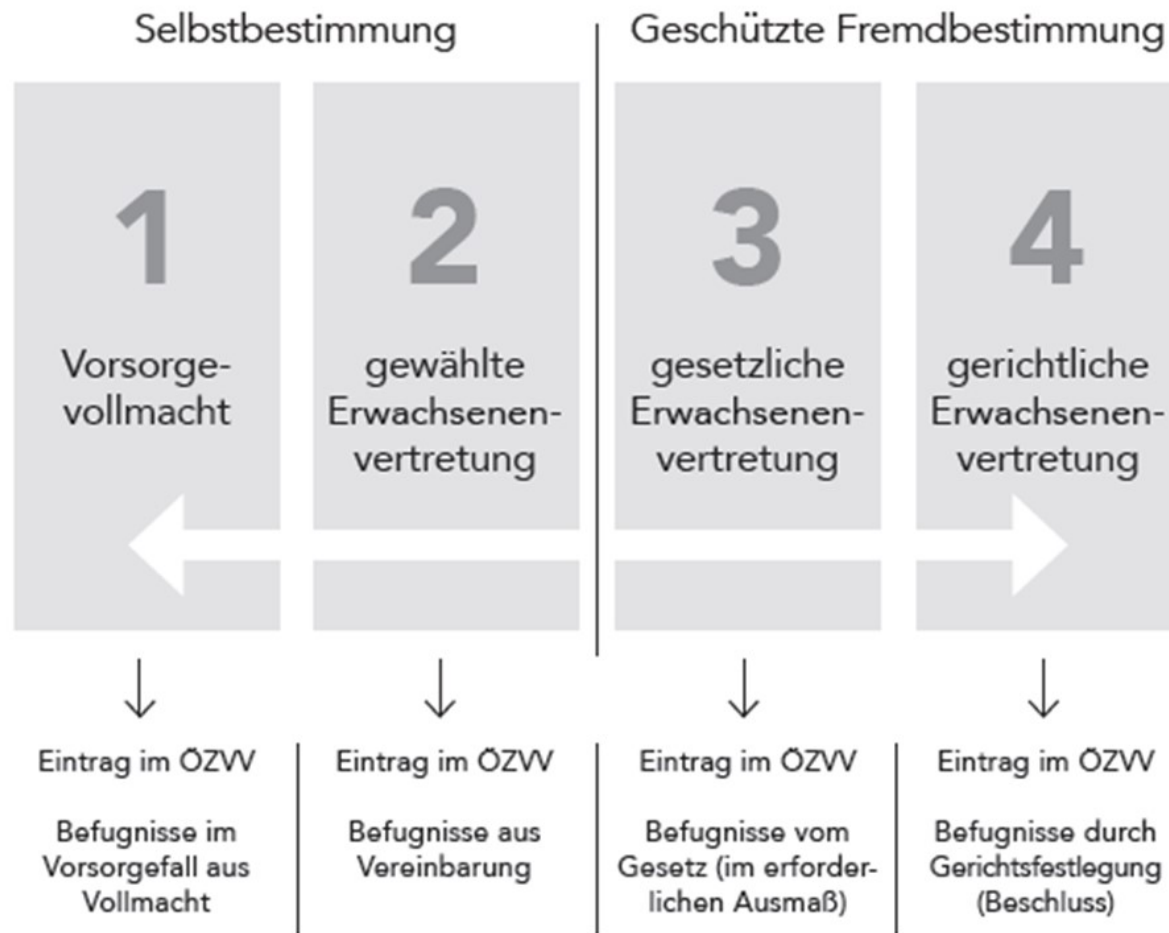 Selbstbestimmung
Geschützte Fremdbestimmung
1
Vorsorge-
vollmacht
2
gewählte
Erwachsenen-
vertretung
3
gesetzliche
Erwachsenen-
vertretung
4
gerichtliche
Erwachsenen-
vertretung
Eintrag im ÖZVV
Befugnisse im
Vorsorgefall aus
Vollmacht
Eintrag im ÖZVV
Befugnisse aus
Vereinbarung
Eintrag im ÖZVV
Befugnisse vom
Gesetz (im erforder-
lichen Ausmaß)
Eintrag im ÖZVV
Befugnisse durch
Gerichtsfestlegung
(Beschluss)